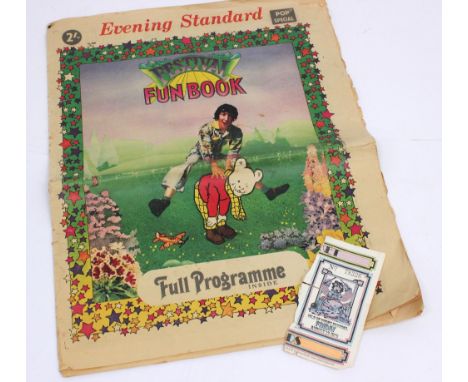 Evening Standard
POP
SPECIAL
2/-
FESTIVAL
FUN BOOK
Full Programme
INSIDE